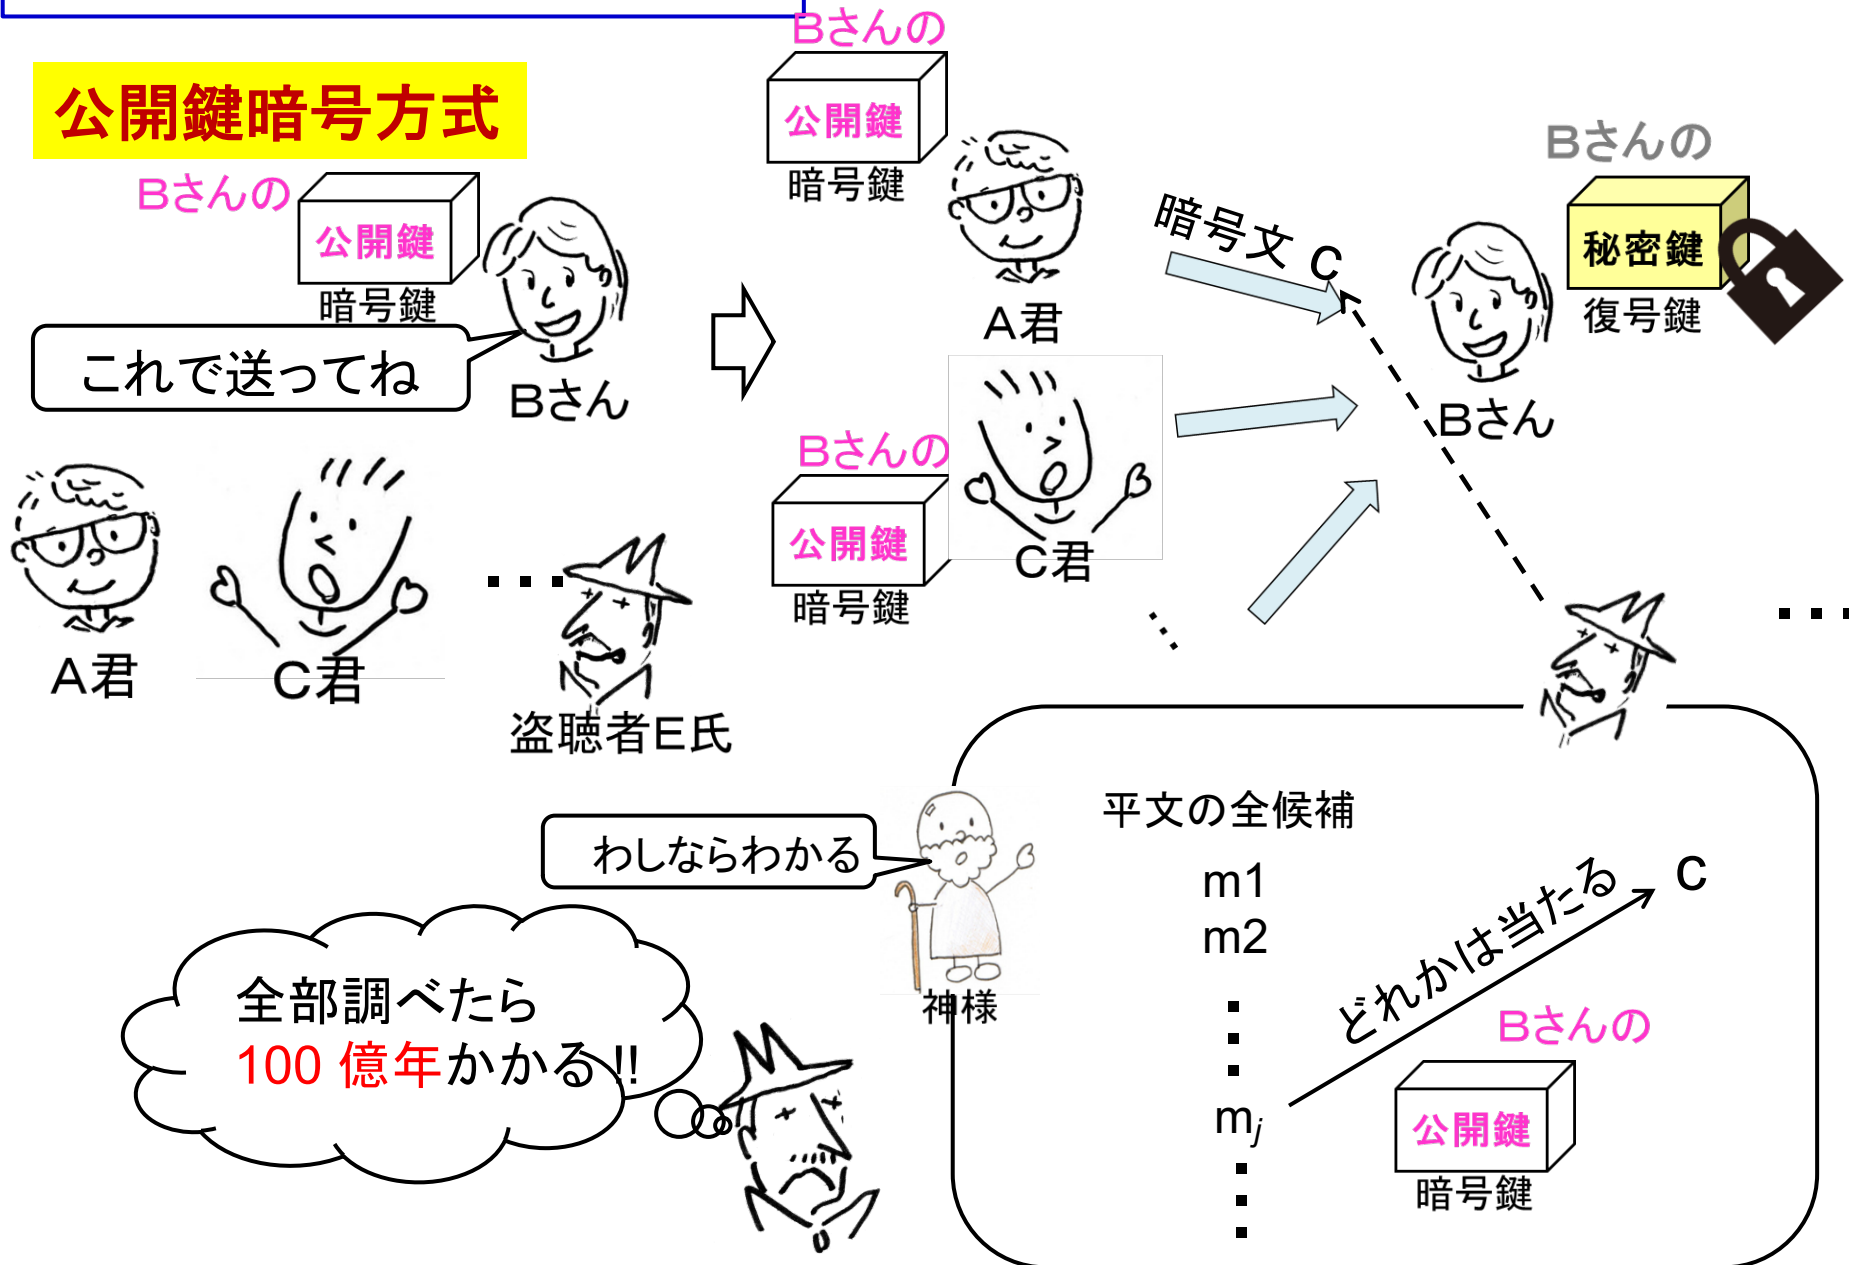 公開鍵暗号方式
Bさんの
公開鍵
暗号鍵
これで送ってね
Bさん
A君
C君
・・・
盗聴者E氏
Bさんの
公開鍵
暗号鍵
A君
Bさんの
公開鍵
暗号鍵
C君
・・・
暗号文 c
Bさんの
秘密鍵
復号鍵
Bさん
・・・
わしならわかる
神様
全部調べたら
100 億年かかる !!
平文の全候補
m1
m2
・・・
mj
・・・
どれかは当たる
c
Bさんの
公開鍵
暗号鍵